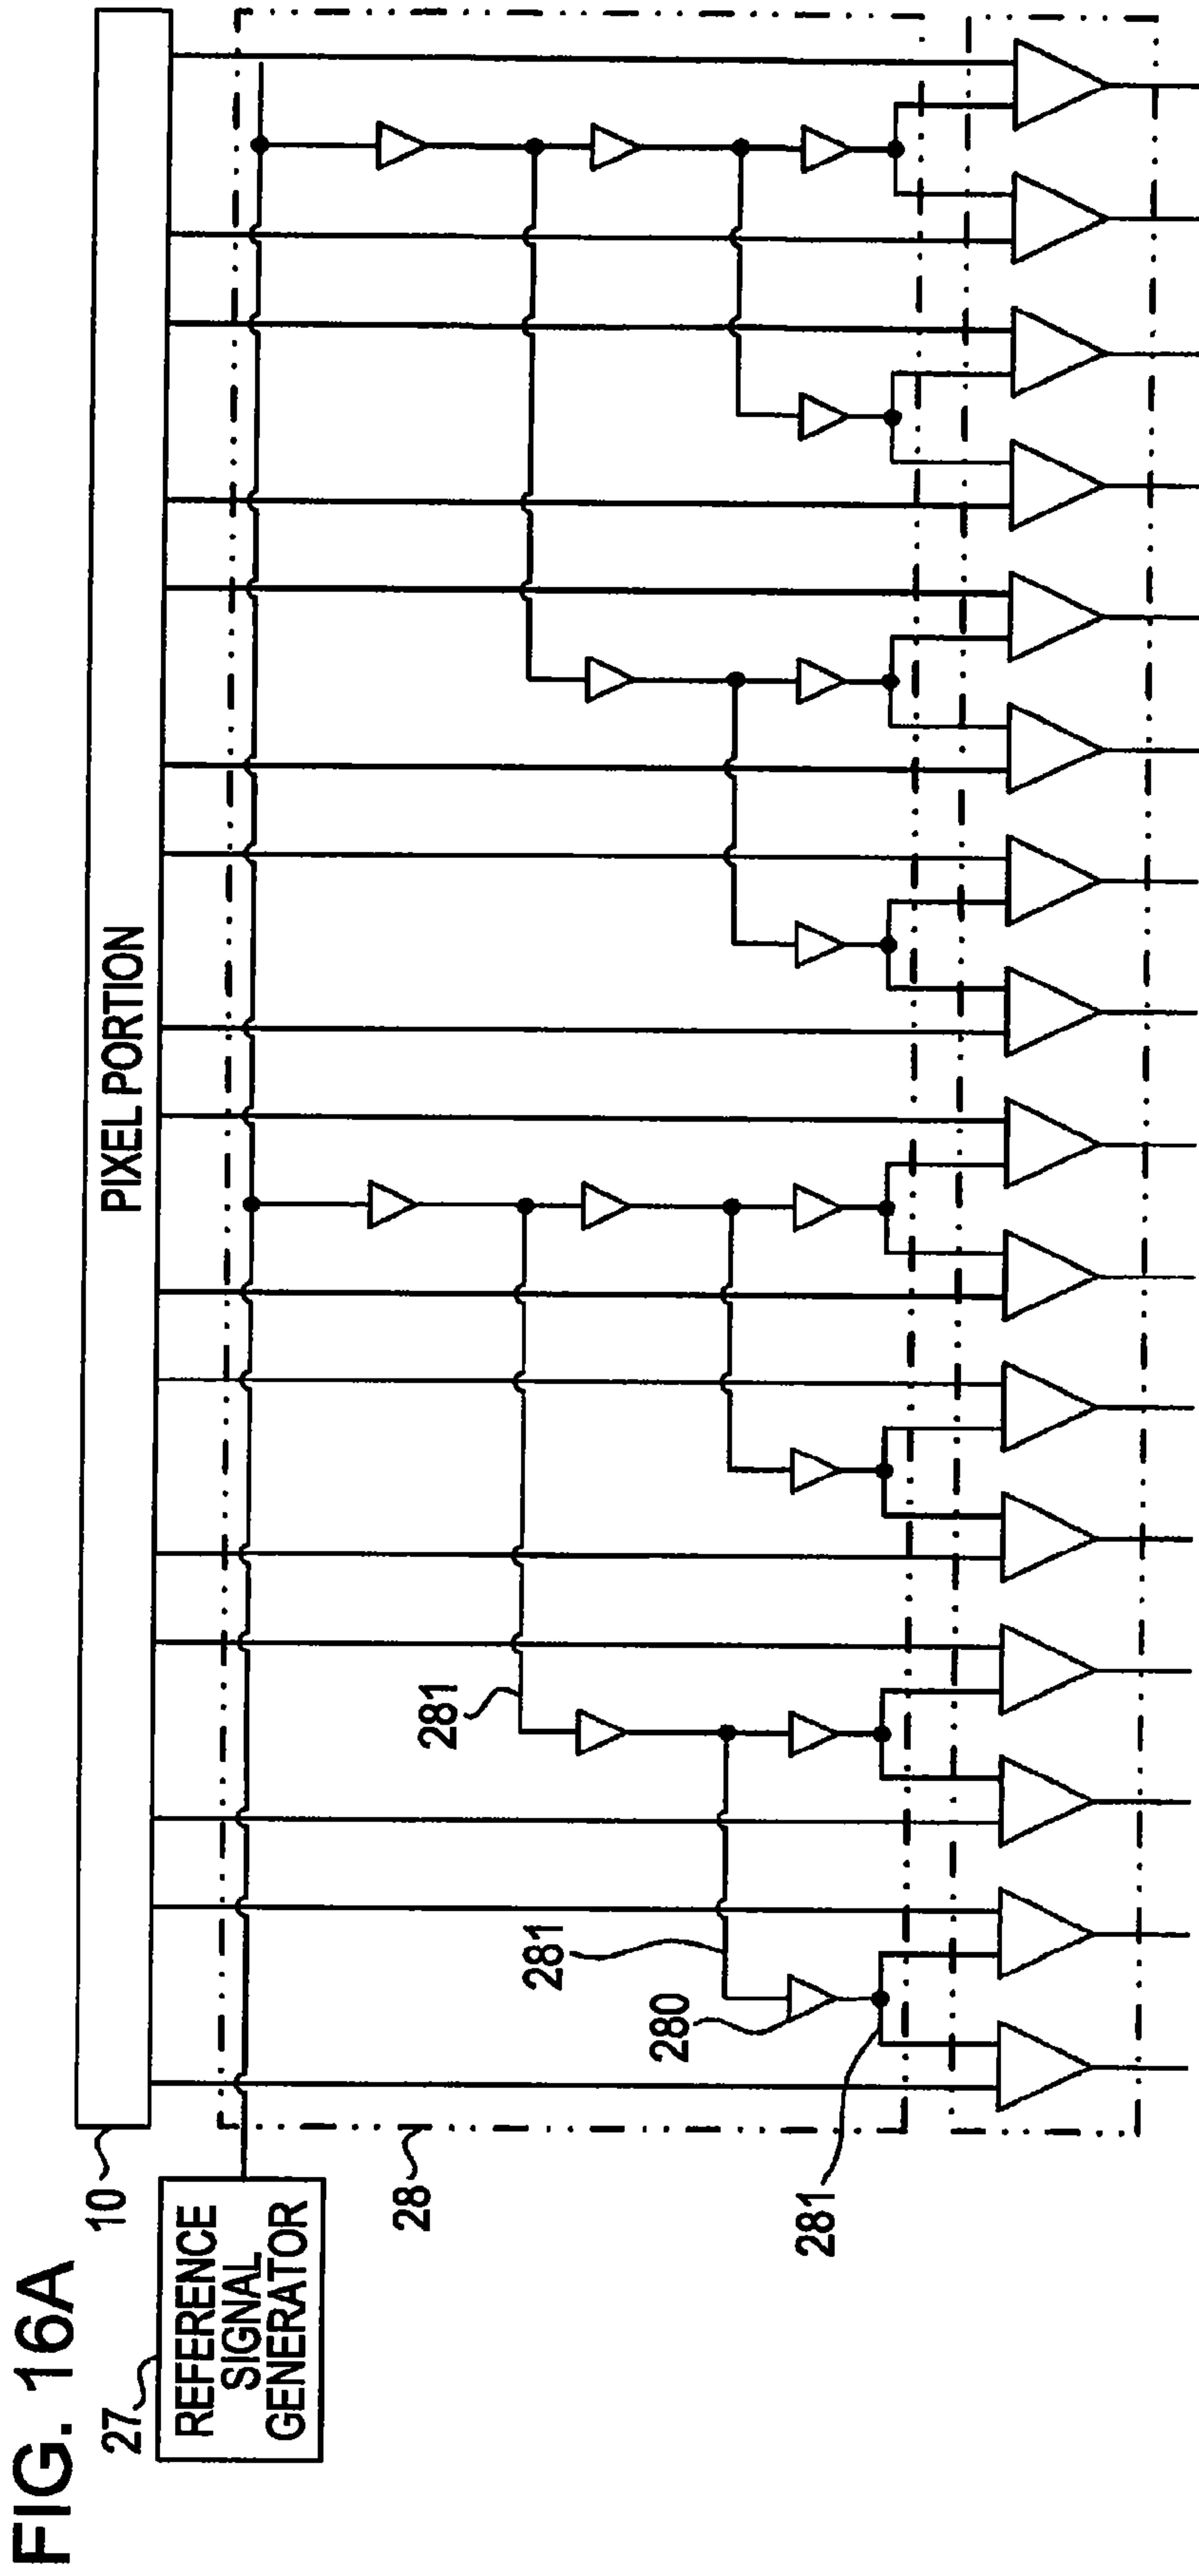 FIG. 16A
27
REFERENCE
SIGNAL
GENERATOR
10
PIXEL PORTION
28
281
281
280
281